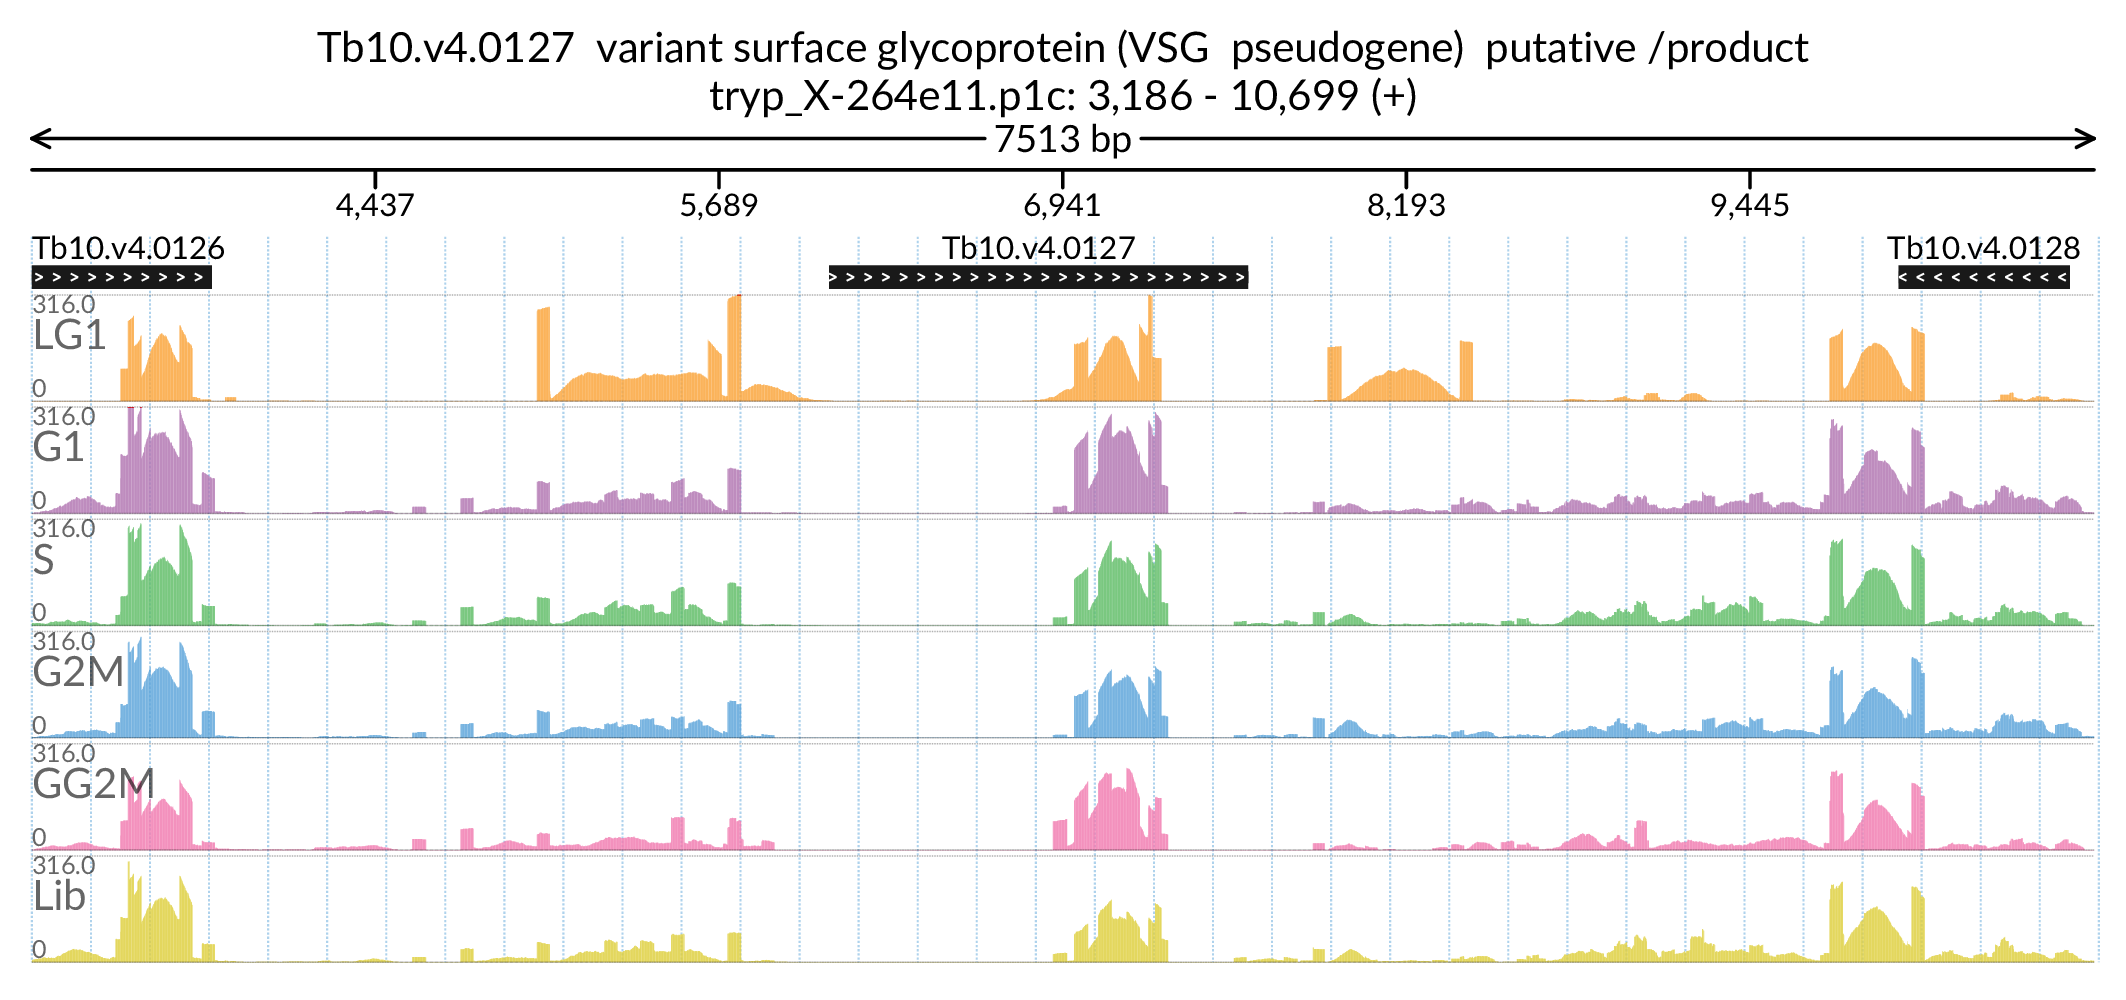 Tb10.v4.0127 variant surface glycoprotein (VSG pseudogene) putative /product
tryp_X-264e11.p1c: 3,186 - 10,699 (+)
7513 bp
4,437 5,689 6,941 8,193 9,445
Tb10.v4.0126 Tb10.v4.0127 Tb10.v4.0128
316.0
LG1
0
316.0
G1
0
316.0
S
0
316.0
G2M
0
316.0
GG2M
0
316.0
Lib
0